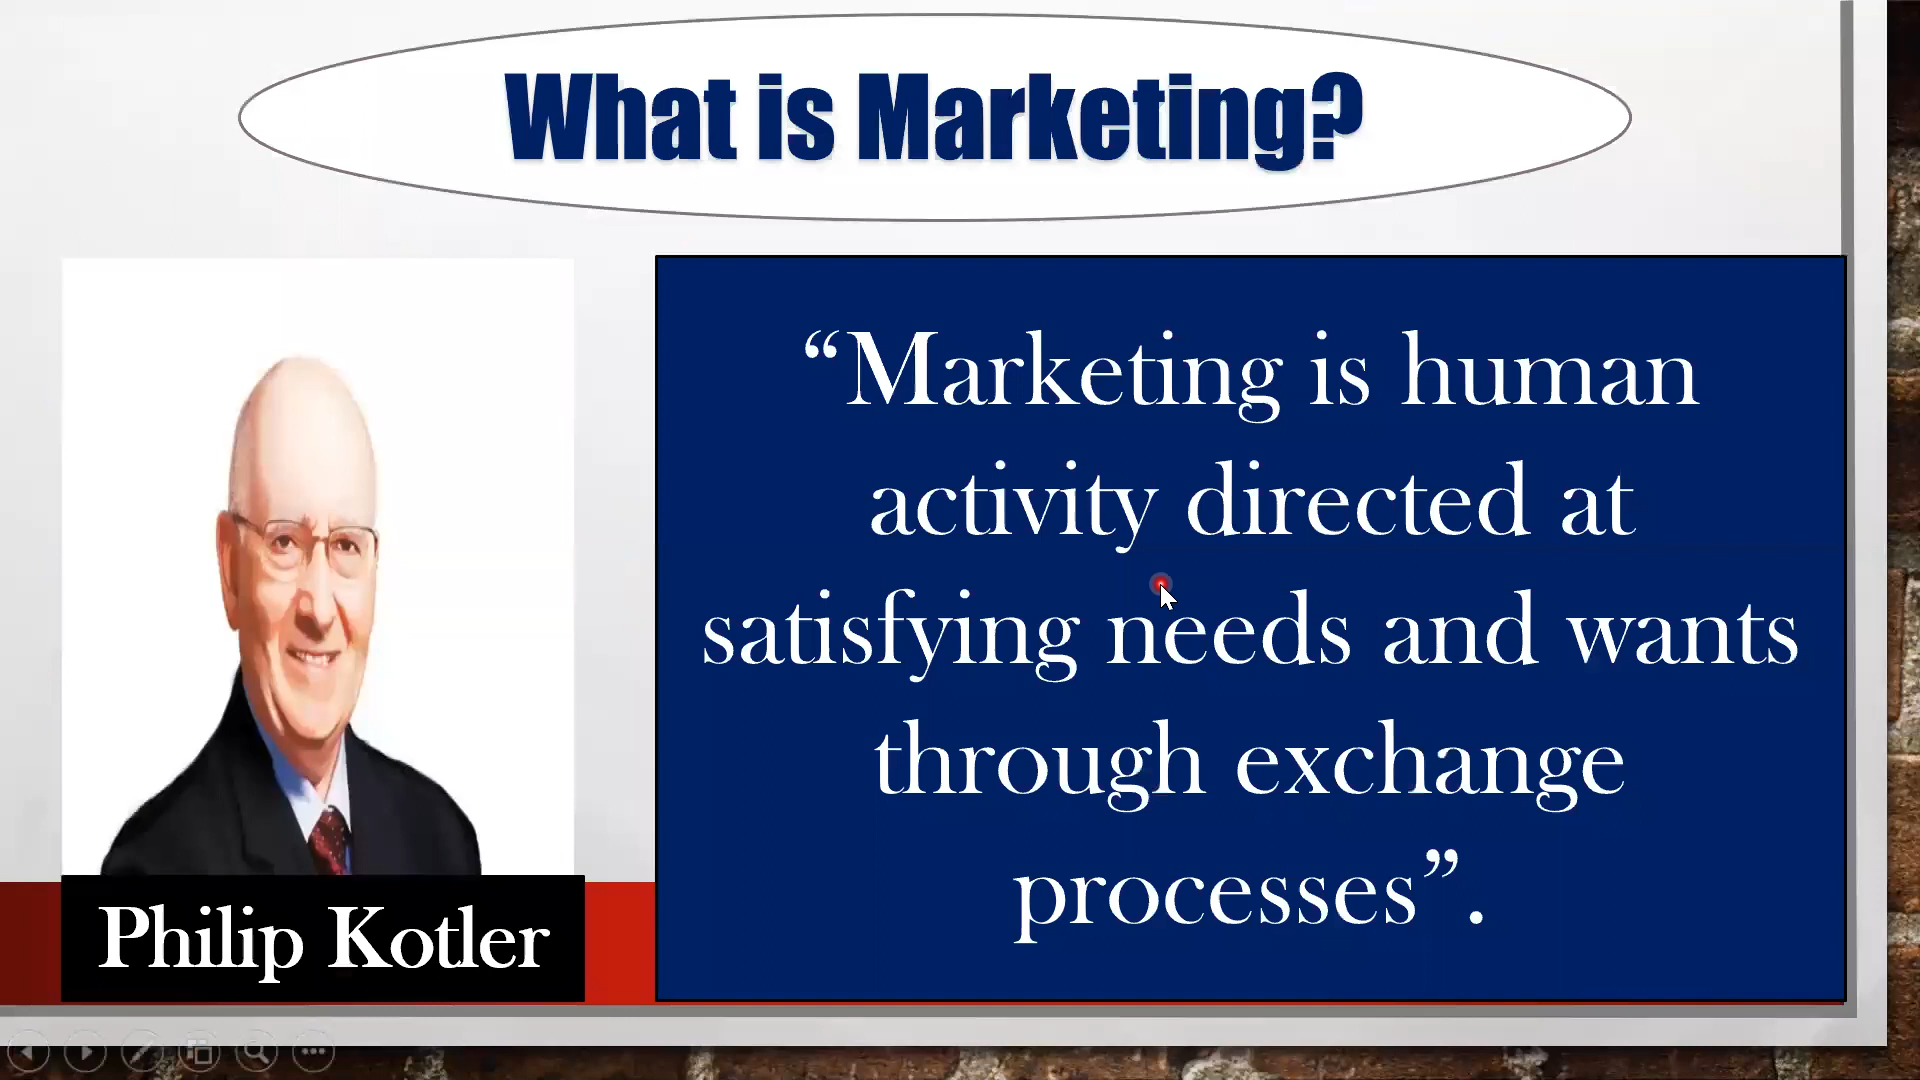 What is Marketing?
“Marketing is human
activity directed at
satisfying needs and wants
through exchange
processes”.
Philip Kotler